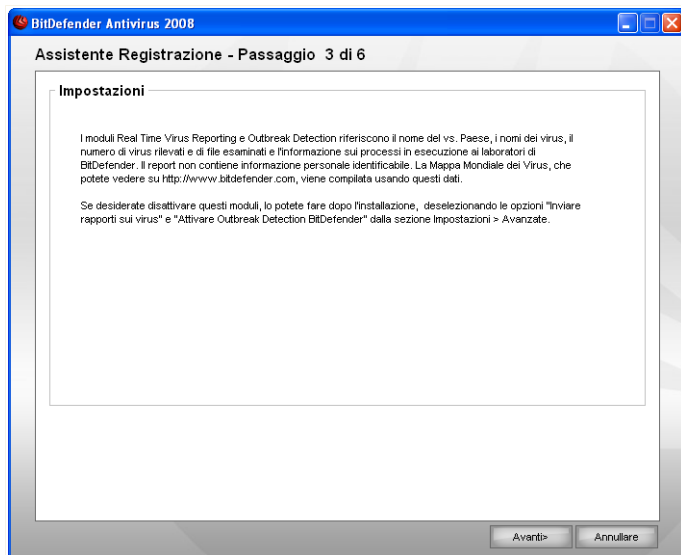 BitDefender Antivirus 2008
Assistente Registrazione - Passaggio 3 di 6
Impostazioni
I moduli Real Time Virus Reporting e Outbreak Detection riferiscono il nome del vs. Paese, i nomi dei virus, il
numero di virus rilevati e di file esaminati e l'informazione sui processi in esecuzione ai laboratori di
BitDefender. Il report non contiene informazione personale identificabile. La Mappa Mondiale dei Virus, che
potete vedere su http://www.bitdefender.com, viene compilata usando questi dati.
Se desiderate disattivare questi moduli, lo potete fare dopo l'installazione, deselezionando le opzioni "Inviare
rapporti sui virus" e "Attivare Outbreak Detection BitDefender" dalla sezione Impostazioni > Avanzate.
Avanti>
Annullare